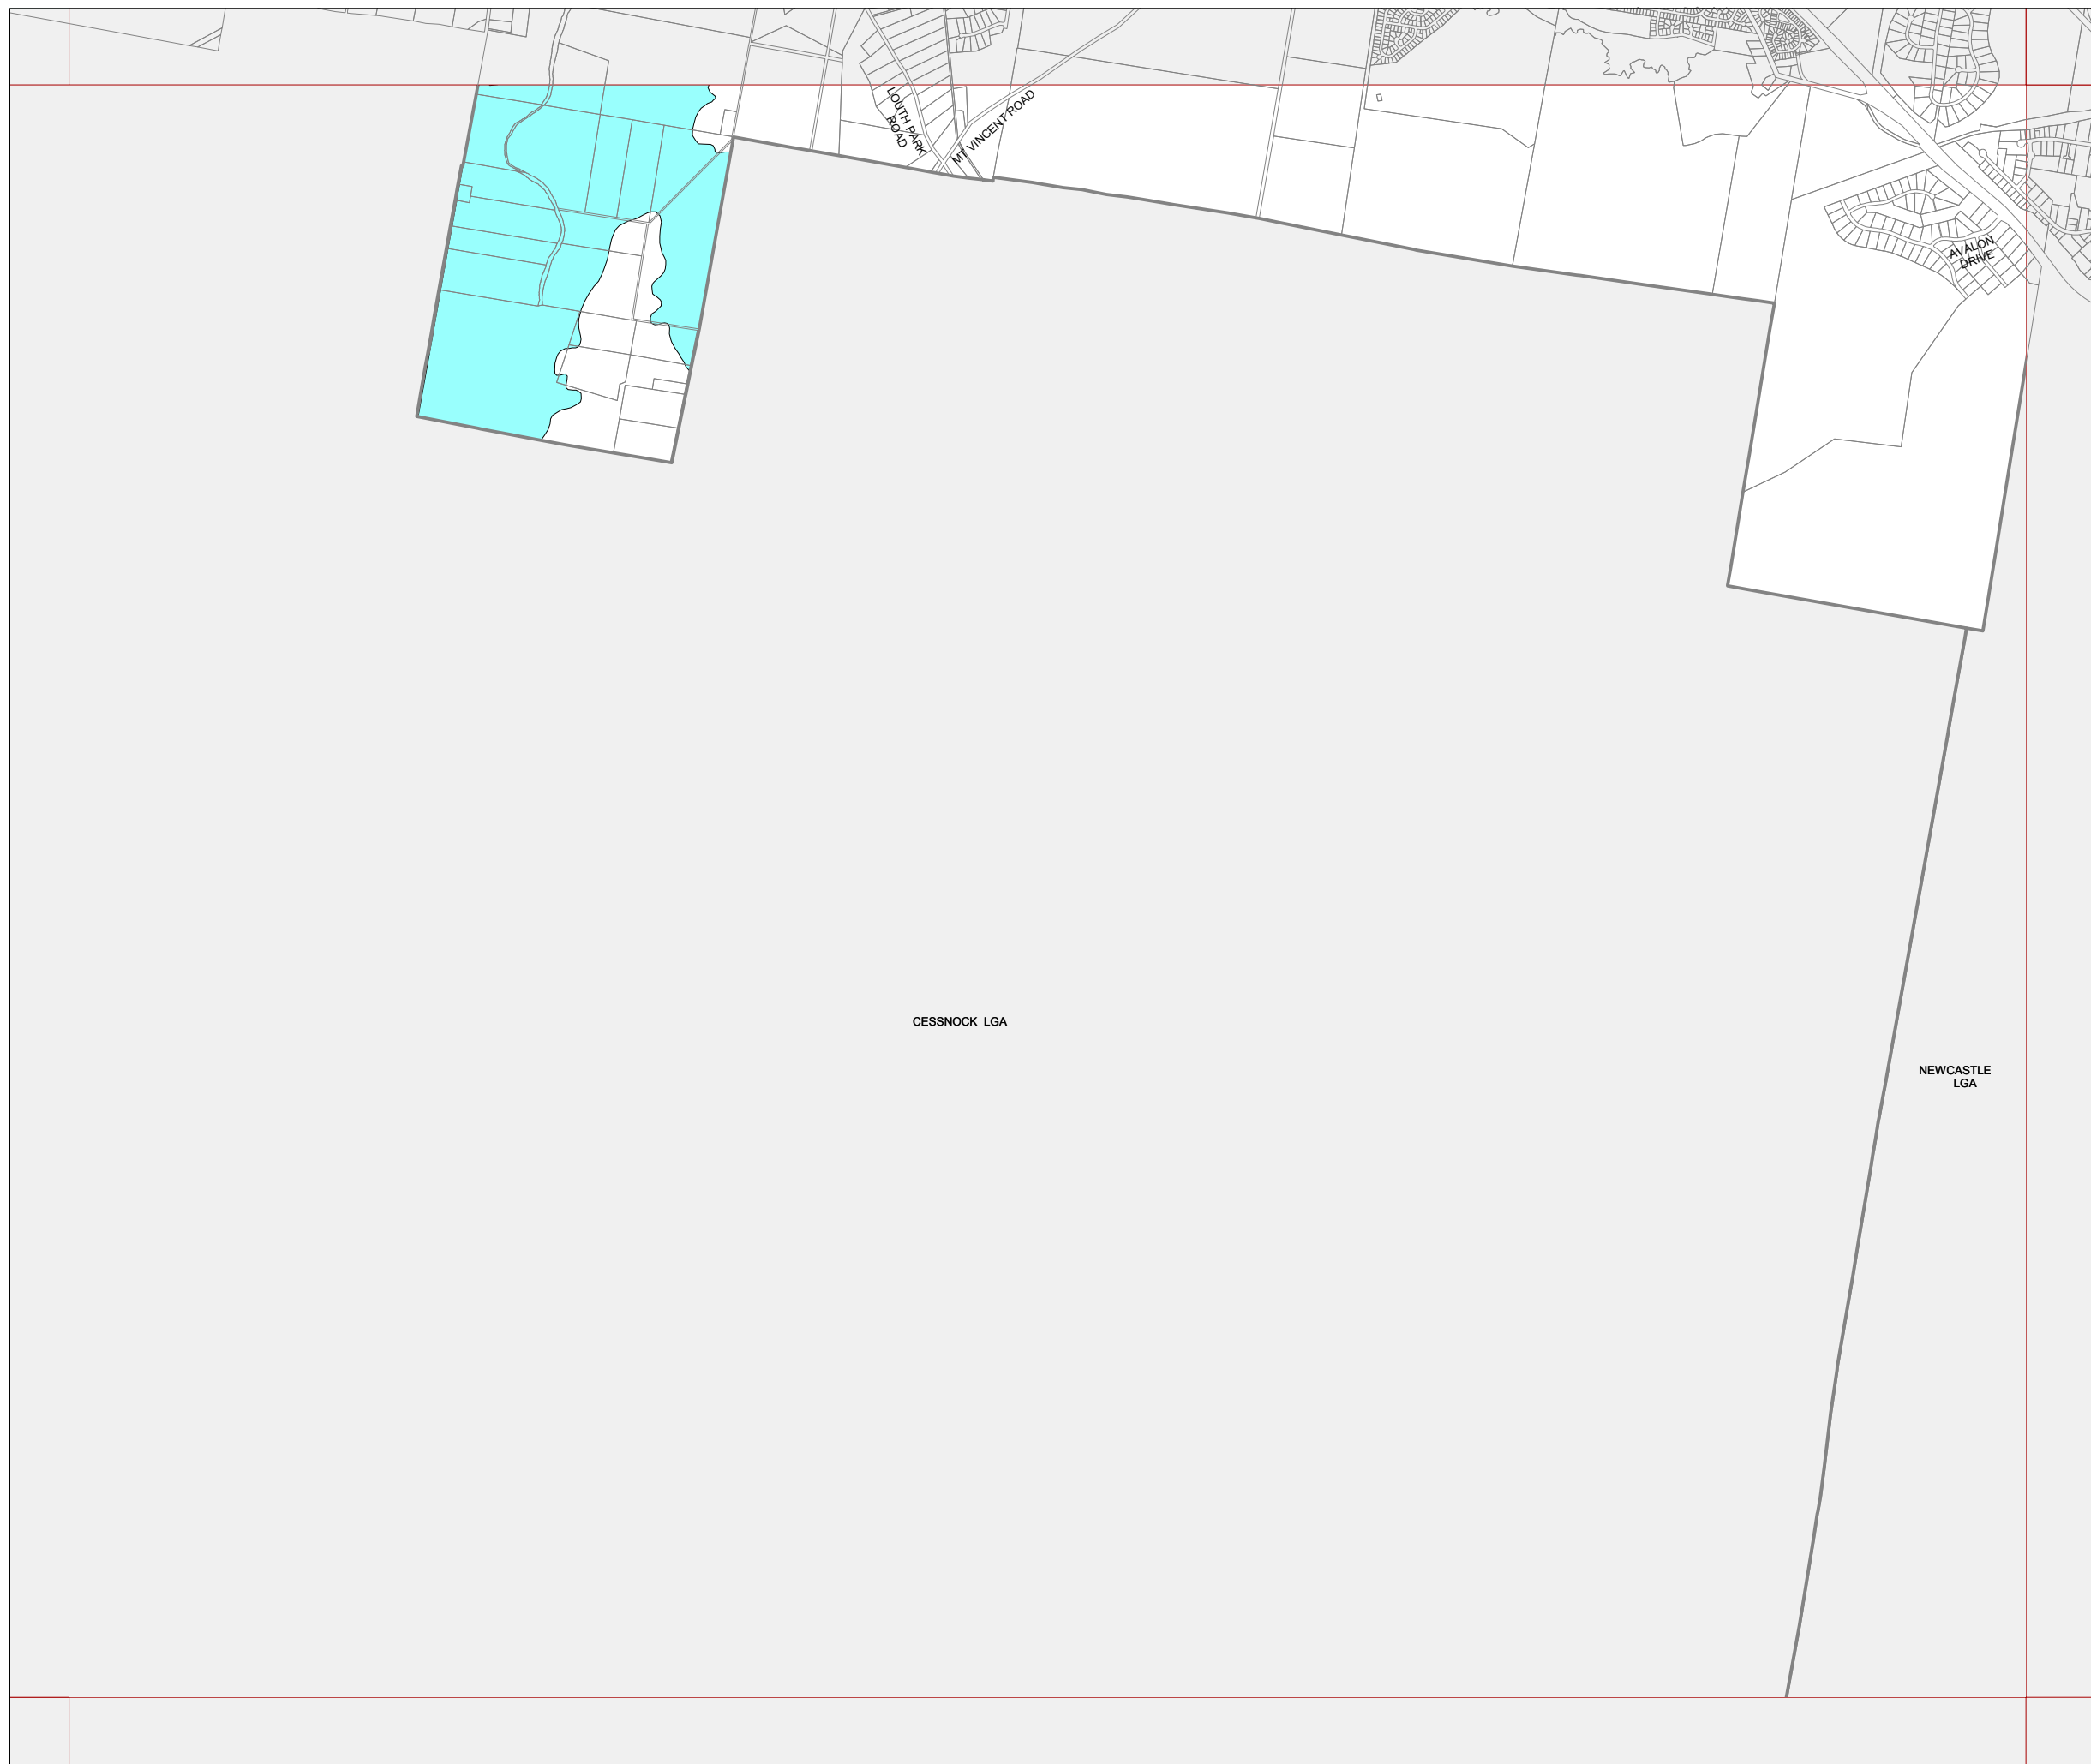 LOUTH PARK
ROAD
MT VINCENT ROAD
AVALON
DRIVE
CESSNOCK LGA
NEWCASTLE
LGA